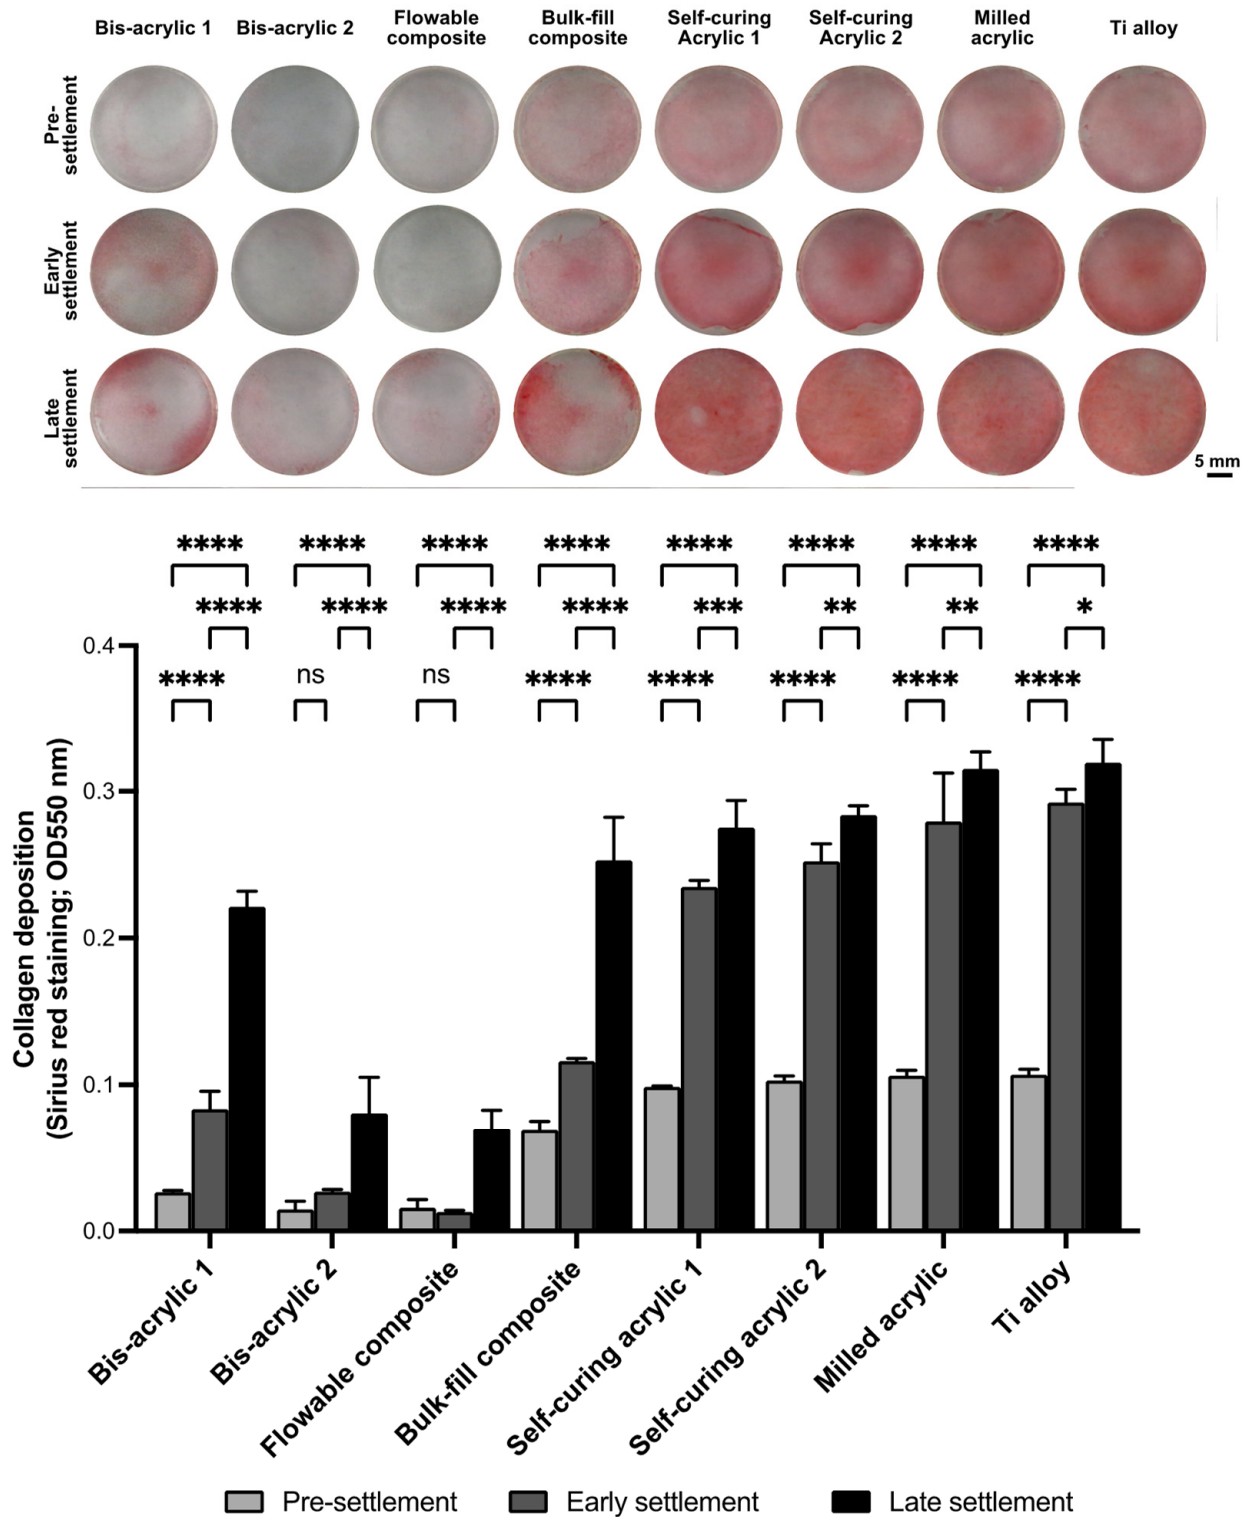 Bis-acrylic 1
Bis-acrylic 2
Flowable
composite
Bulk-fill
composite
Self-curing
Acrylic 1
Self-curing
Acrylic 2
Milled
acrylic
Ti alloy
Pre-
settlement
Early
settlement
Late
settlement
5 mm
**** **** **** **** **** **** **** ****
**** **** **** **** *** ** ** *
**** ns ns **** **** **** **** ****
Collagen deposition
(Sirius red staining; OD550 nm)
0.4
0.3
0.2
0.1
0.0
Bis-acrylic 1
Bis-acrylic 2
Flowable composite
Bulk-fill composite
Self-curing acrylic 1
Self-curing acrylic 2
Milled acrylic
Ti alloy
Pre-settlement
Early settlement
Late settlement